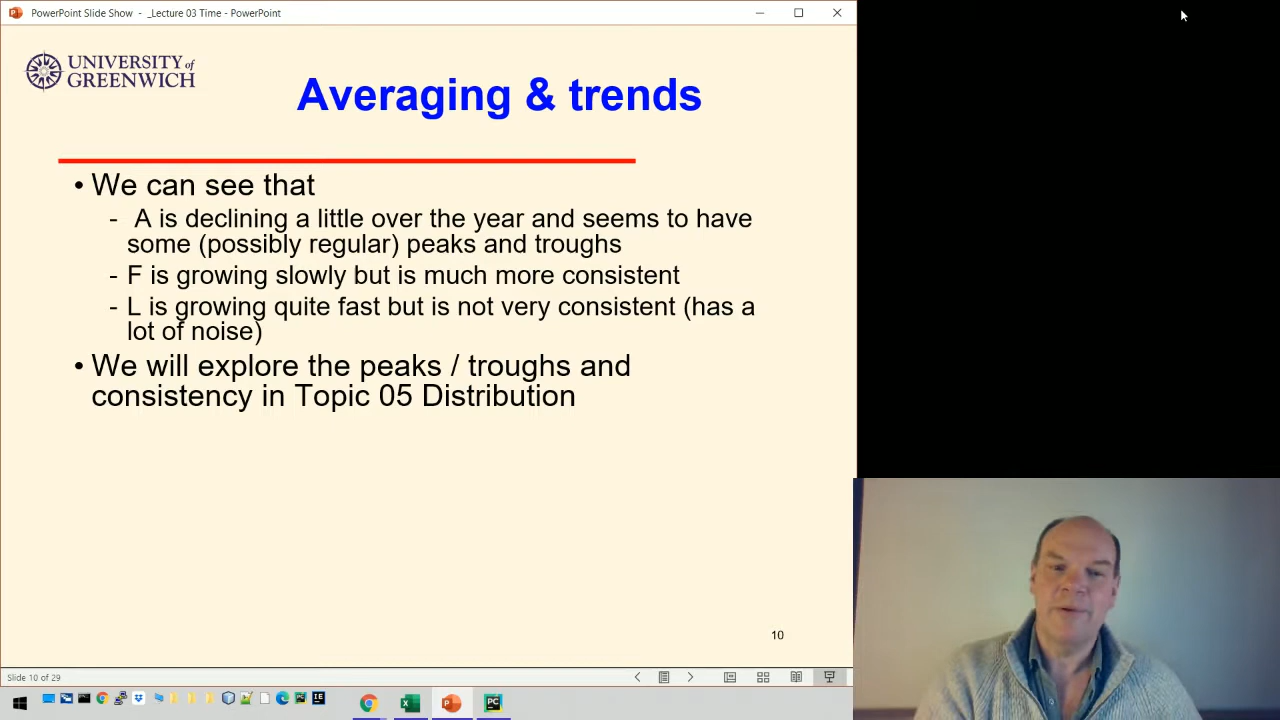 PowerPoint Slide Show - _Lecture 03 Time - PowerPoint
UNIVERSITY of
GREENWICH
Averaging & trends
• We can see that
- A is declining a little over the year and seems to have
some (possibly regular) peaks and troughs
- F is growing slowly but is much more consistent
- L is growing quite fast but is not very consistent (has a
lot of noise)
• We will explore the peaks / troughs and
consistency in Topic 05 Distribution
10
Slide 10 of 29